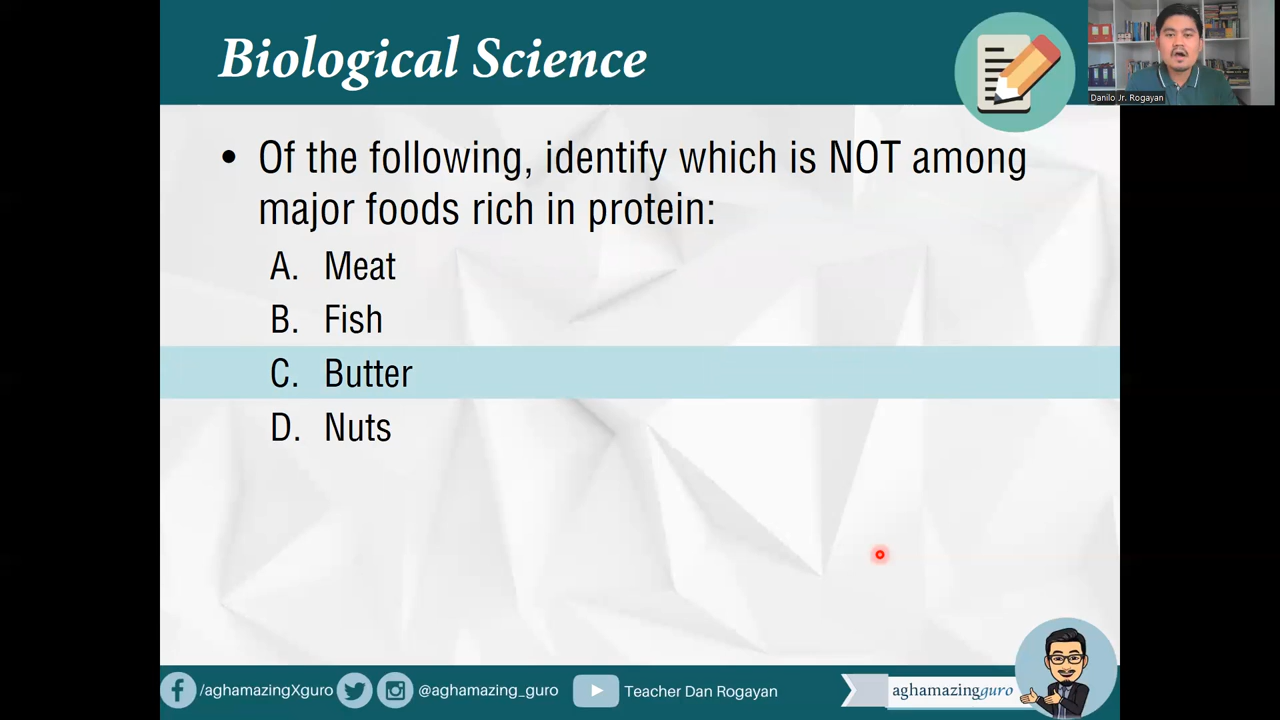 Biological Science
Danilo Jr. Rogayan
• Of the following, identify which is NOT among
major foods rich in protein:
A. Meat
B. Fish
C. Butter
D. Nuts
/aghamazingXguro
@aghamazing_guro
Teacher Dan Rogayan
aghamazingguro